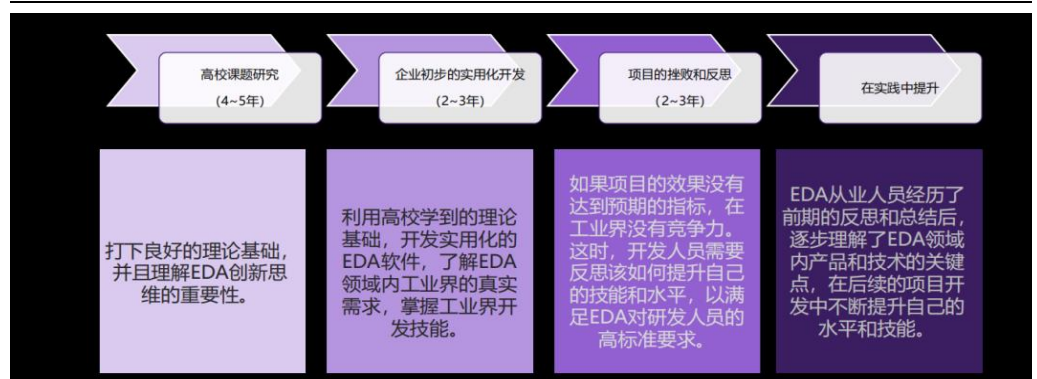 高校课题研究
(4~5年)
企业初步的实用化开发
(2~3年)
项目的挫败和反思
(2~3年)
在实践中提升
打下良好的理论基础，
并且理解EDA创新思
维的重要性。
利用高校学到的理论
基础，开发实用化的
EDA软件，了解EDA
领域内工业界的真实
需求，掌握工业界开
发技能。
如果项目的效果没有
达到预期的指标，在
工业界没有竞争力。
这时，开发人员需要
反思该如何提升自己
的技能和水平，以满
足EDA对研发人员的
高标准要求。
EDA从业人员经历了
前期的反思和总结后，
逐步理解了EDA领域
内产品和技术的关键
点，在后续的项目开
发中不断提升自己的
水平和技能。